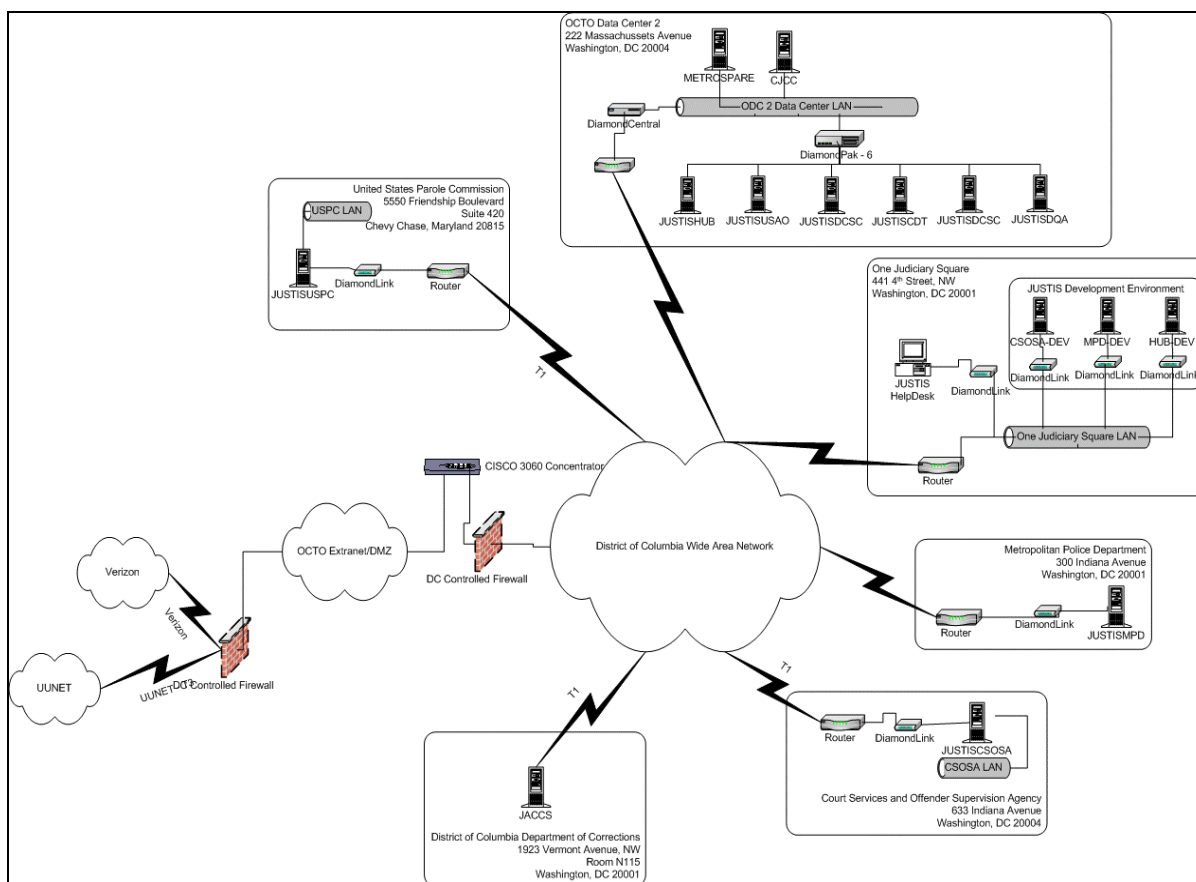 OCTO Data Center 2
222 Massachussets Avenue
Washington, DC 20004
METROSPARE
CJCC
ODC 2 Data Center LAN
DiamondCentral
DiamondPak - 6
JUSTISHUB
JUSTISUSAO
JUSTISDCSC
JUSTISCDT
JUSTISDCSC
JUSTISDQA
United States Parole Commission
5550 Friendship Boulevard
Suite 420
Chevy Chase, Maryland 20815
USPC LAN
JUSTISUSPC
DiamondLink
Router
T1
One Judiciary Square
441 4th Street, NW
Washington, DC 20001
JUSTIS Development Environment
CSOSA-DEV
MPD-DEV
HUB-DEV
DiamondLink
DiamondLink
DiamondLink
JUSTIS
HelpDesk
DiamondLink
One Judiciary Square LAN
Router
CISCO 3060 Concentrator
OCTO Extranet/DMZ
DC Controlled Firewall
District of Columbia Wide Area Network
Verizon
Verizon
UUNET
UUNET - T3
DC Controlled Firewall
Metropolitan Police Department
300 Indiana Avenue
Washington, DC 20001
Router
DiamondLink
JUSTISMPD
T1
Router
DiamondLink
JUSTISCSOSA
CSOSA LAN
Court Services and Offender Supervision Agency
633 Indiana Avenue
Washington, DC 20004
T1
JACCS
District of Columbia Department of Corrections
1923 Vermont Avenue, NW
Room N115
Washington, DC 20001